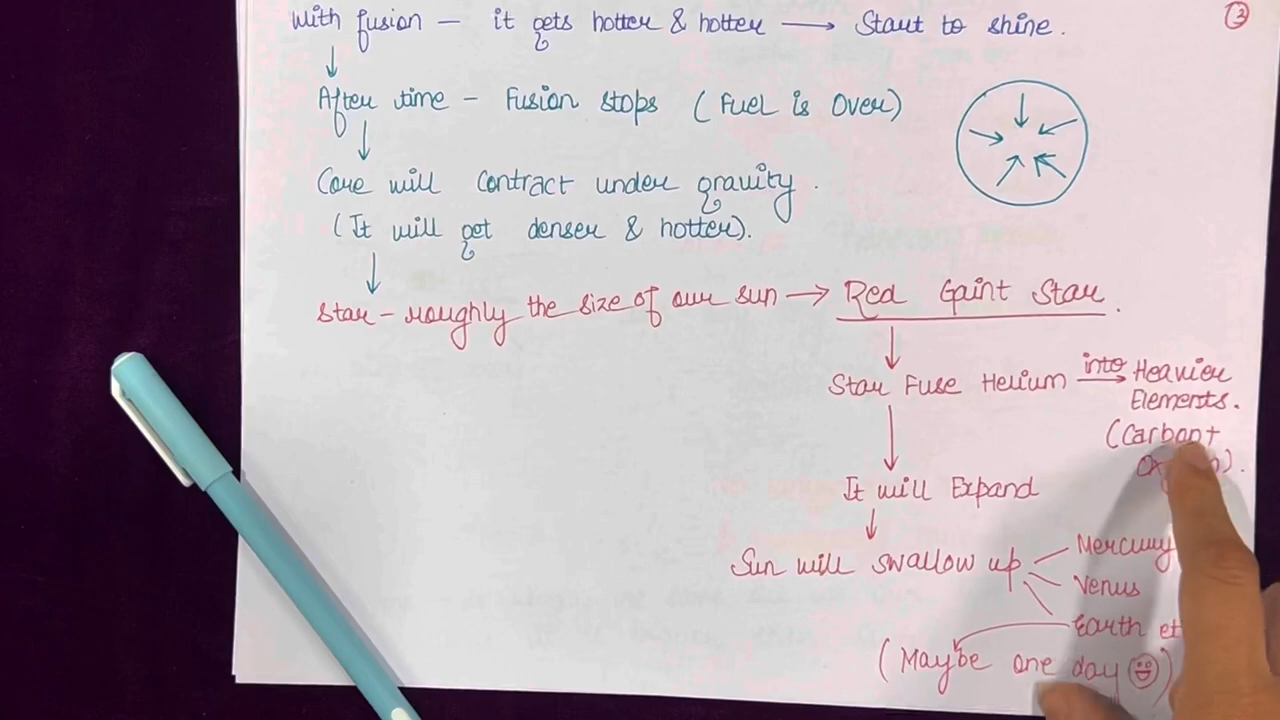 with fusion — it gets hotter & hotter → Start to shine.
3
↓
After time - Fusion stops (Fuel is Over)
↓
Core will contract under gravity.
(It will get denser & hotter).
↓
Star - roughly the size of our sun → Red Gaint Star.
↓
Star Fuse Helium into → Heavier
Elements.
(Carbon +
↓
It will Expand
↓
Sun will swallow up
Mercury
Venus
Earth
(Maybe one day 😃)